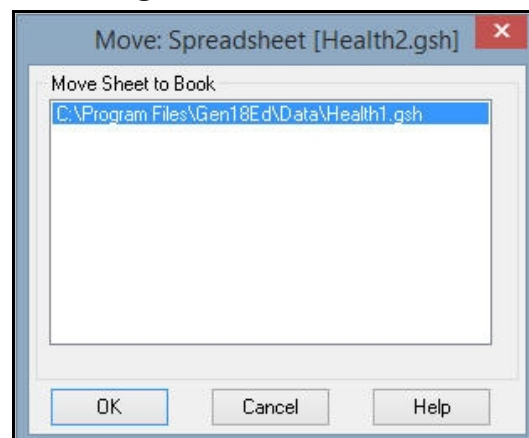 Move: Spreadsheet [Health2.gsh]
Move Sheet to Book
C:\Program Files\Gen18Ed\Data\Health1.gsh
OK
Cancel
Help